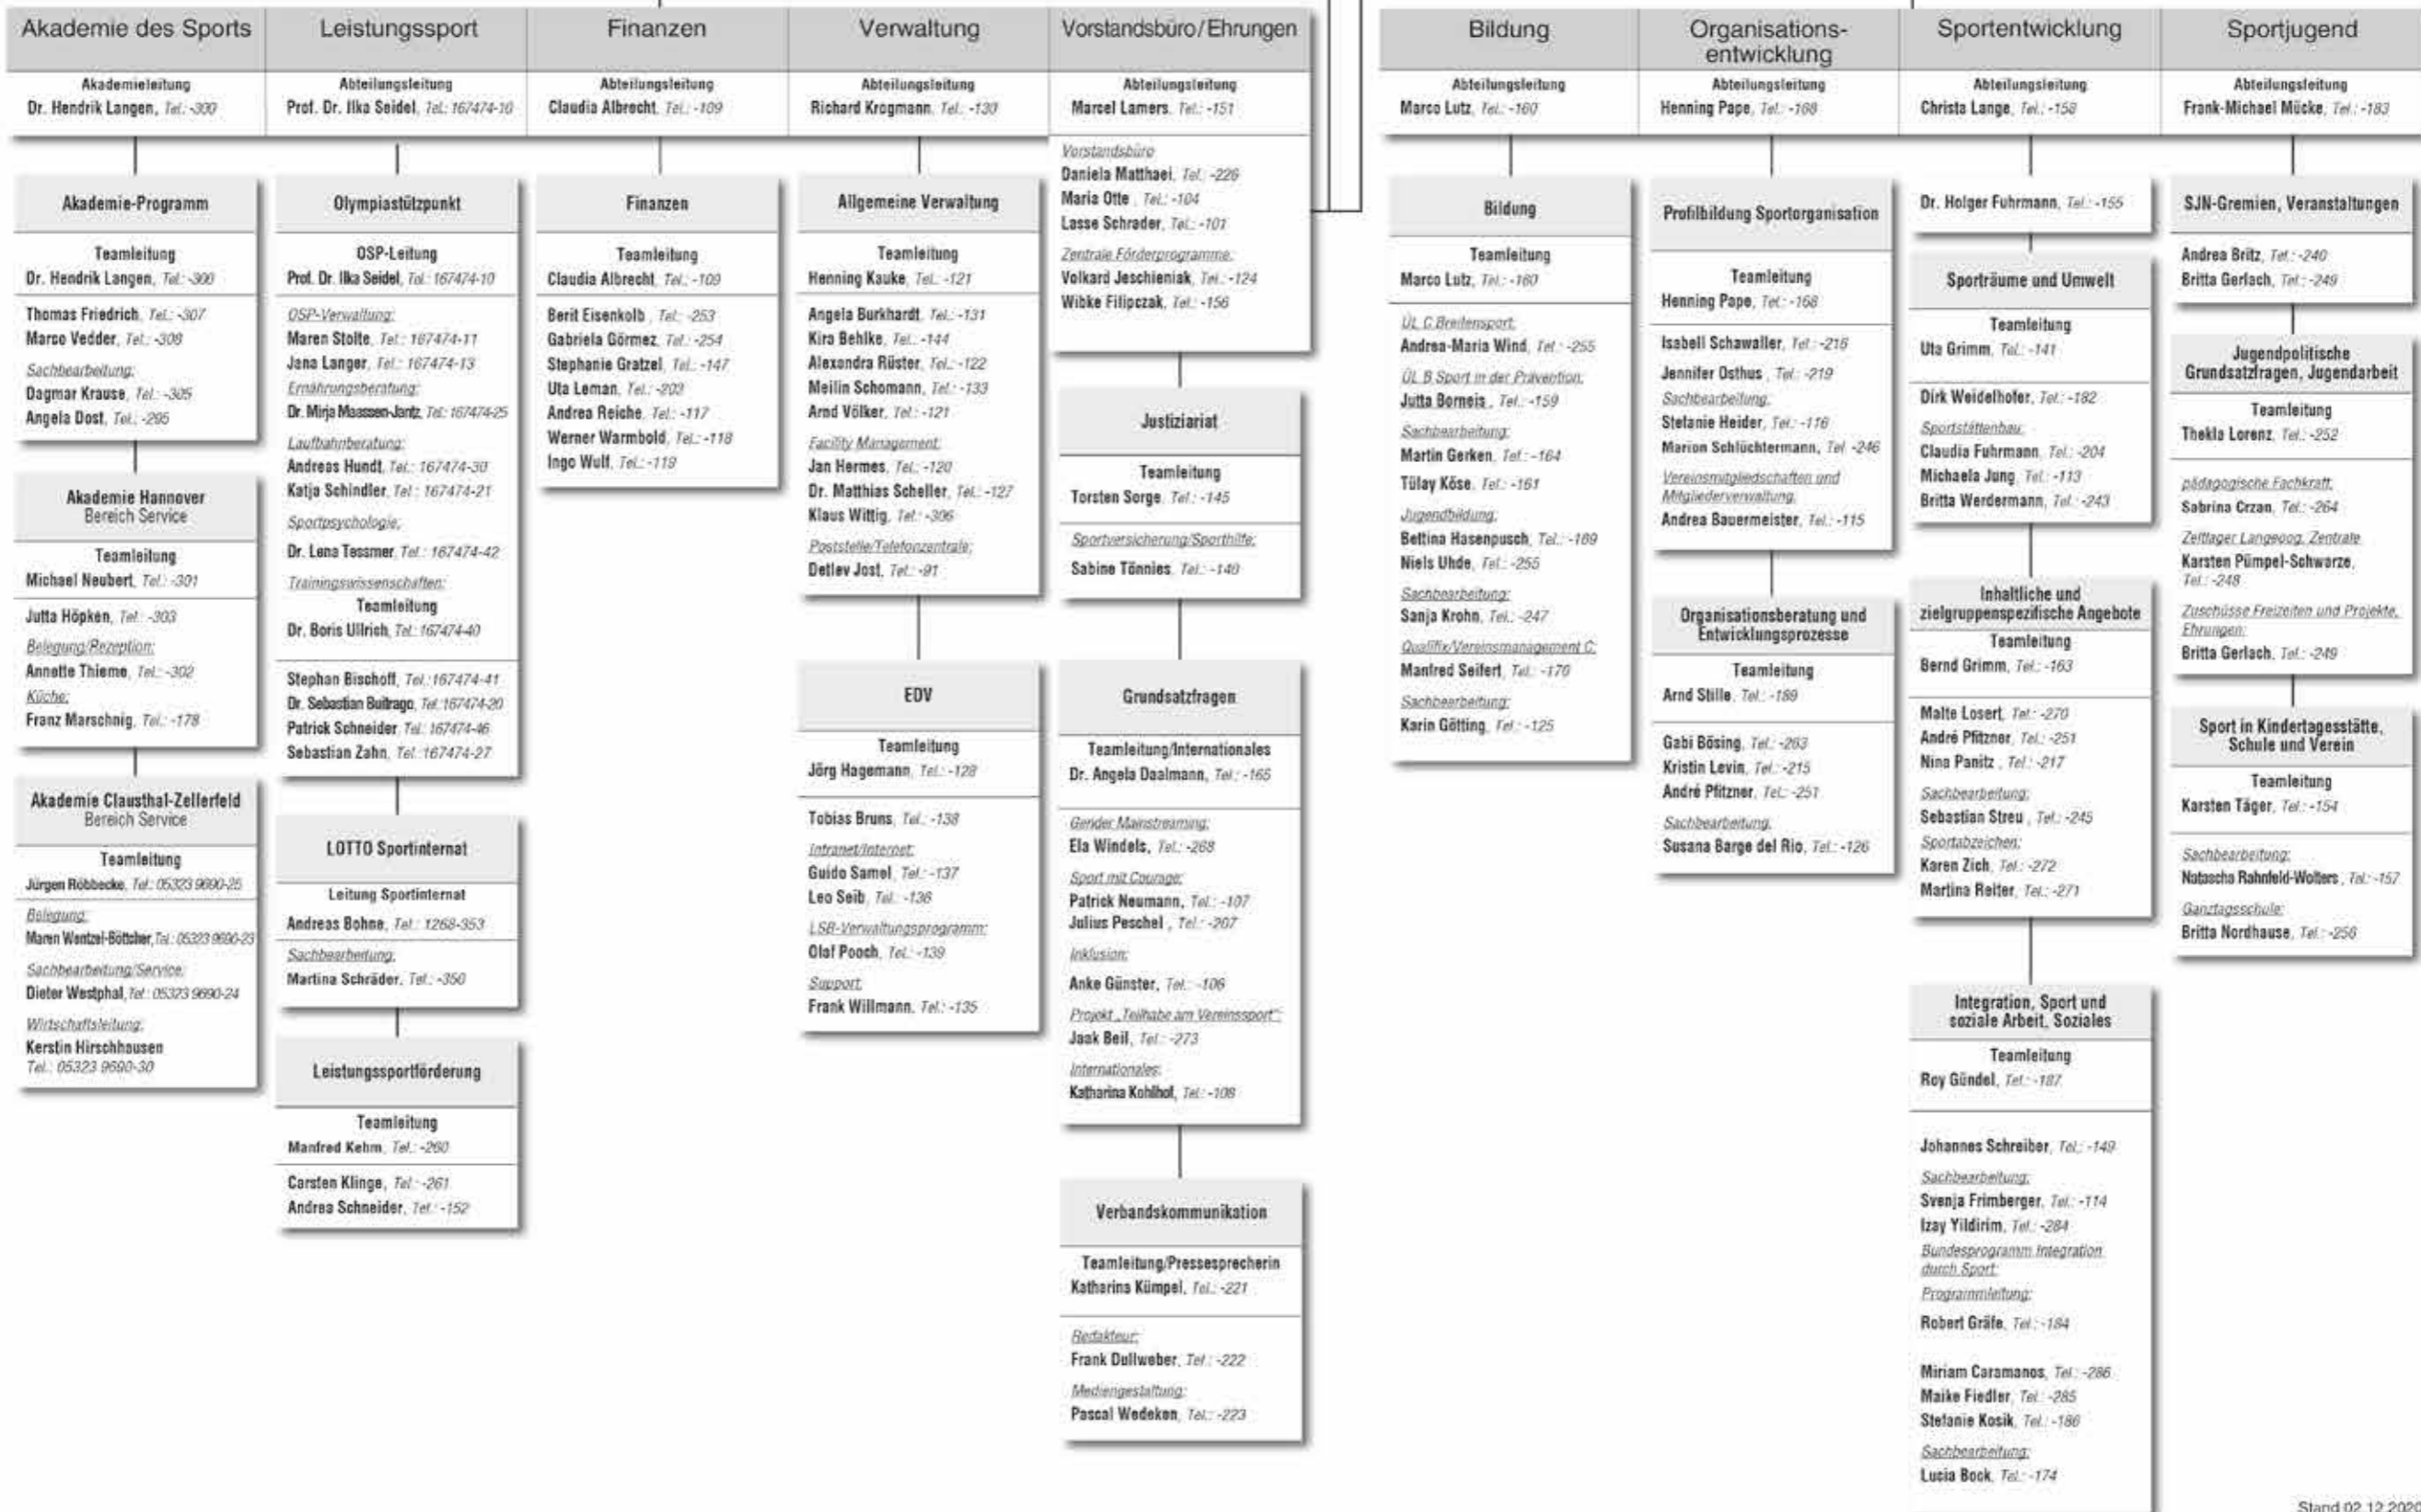 Akademie des Sports
Akademieleitung
Dr. Hendrik Langen, Tel.: -300
Akademie-Programm
Teamleitung
Dr. Hendrik Langen, Tel.: -300
Thomas Friedrich, Tel.: -307
Marco Vedder, Tel.: -308
Sachbearbeitung:
Dagmar Krause, Tel.: -305
Angela Dost, Tel.: -295
Akademie Hannover
Bereich Service
Teamleitung
Michael Neubert, Tel.: -301
Jutta Höpken, Tel.: -303
Belegung/Rezeption:
Annette Thieme, Tel.: -302
Küche:
Franz Marschnig, Tel.: -178
Akademie Clausthal-Zellerfeld
Bereich Service
Teamleitung
Jürgen Röbbecke, Tel.: 05323 9690-25
Belegung:
Maren Wentzel-Böttcher, Tel.: 05323 9690-23
Sachbearbeitung/Service:
Dieter Westphal, Tel.: 05323 9690-24
Wirtschaftsleitung:
Kerstin Hirschhausen
Tel.: 05323 9690-30
Leistungssport
Abteilungsleitung
Prof. Dr. Ilka Seidel, Tel.: 167474-10
Olympiastützpunkt
OSP-Leitung
Prof. Dr. Ilka Seidel, Tel.: 167474-10
OSP-Verwaltung:
Maren Stolte, Tel.: 167474-11
Jana Langer, Tel.: 167474-13
Ernährungsberatung:
Dr. Mirja Maassen-Jantz, Tel.: 167474-25
Laufbahnberatung:
Andreas Hundt, Tel.: 167474-30
Katja Schindler, Tel.: 167474-21
Sportpsychologie:
Dr. Lena Tessmer, Tel.: 167474-42
Trainingswissenschaften:
Teamleitung
Dr. Boris Ullrich, Tel.: 167474-40
Stephan Bischoff, Tel.: 167474-41
Dr. Sebastian Buitrago, Tel.: 167474-20
Patrick Schneider, Tel.: 167474-46
Sebastian Zahn, Tel.: 167474-27
LOTTO Sportinternat
Leitung Sportinternat
Andreas Bohne, Tel.: 1268-353
Sachbearbeitung:
Martina Schräder, Tel.: -350
Leistungssportförderung
Teamleitung
Manfred Kehm, Tel.: -260
Carsten Klinge, Tel.: -261
Andrea Schneider, Tel.: -152
Finanzen
Abteilungsleitung
Claudia Albrecht, Tel.: -109
Finanzen
Teamleitung
Claudia Albrecht, Tel.: -109
Berit Eisenkolb, Tel.: -253
Gabriela Görmez, Tel.: -254
Stephanie Gratzel, Tel.: -147
Uta Leman, Tel.: -203
Andrea Reiche, Tel.: -117
Werner Warmbold, Tel.: -118
Ingo Wulf, Tel.: -119
Verwaltung
Abteilungsleitung
Richard Krogmann, Tel.: -130
Allgemeine Verwaltung
Teamleitung
Henning Kauke, Tel.: -121
Angela Burkhardt, Tel.: -131
Kira Behlke, Tel.: -144
Alexandra Rüster, Tel.: -122
Meilin Schomann, Tel.: -133
Arnd Völker, Tel.: -121
Facility Management:
Jan Hermes, Tel.: -120
Dr. Matthias Scheller, Tel.: -127
Klaus Wittig, Tel.: -306
Poststelle/Telefonzentrale:
Detlev Jost, Tel.: -91
EDV
Teamleitung
Jörg Hagemann, Tel.: -128
Tobias Bruns, Tel.: -138
Intranet/Internet:
Guido Samel, Tel.: -137
Leo Seib, Tel.: -136
LSB-Verwaltungsprogramm:
Olaf Pooch, Tel.: -139
Support:
Frank Willmann, Tel.: -135
Vorstandsbüro/Ehrungen
Abteilungsleitung
Marcel Lamers, Tel.: -151
Vorstandsbüro
Daniela Matthaei, Tel.: -226
Maria Otte, Tel.: -104
Lasse Schrader, Tel.: -101
Zentrale Förderprogramme:
Volkard Jeschieniak, Tel.: -124
Wibke Filipczak, Tel.: -156
Justiziariat
Teamleitung
Torsten Sorge, Tel.: -145
Sportversicherung/Sporthilfe:
Sabine Tönnies, Tel.: -140
Grundsatzfragen
Teamleitung/Internationales
Dr. Angela Daalmann, Tel.: -165
Gender Mainstreaming:
Ela Windels, Tel.: -268
Sport mit Courage:
Patrick Neumann, Tel.: -107
Julius Peschel, Tel.: -207
Inklusion:
Anke Günster, Tel.: -106
Projekt „Teilhabe am Vereinssport“:
Jaak Beil, Tel.: -273
Internationales:
Katharina Kohlhof, Tel.: -108
Verbandskommunikation
Teamleitung/Pressesprecherin
Katharina Kümpel, Tel.: -221
Redakteur:
Frank Dullweber, Tel.: -222
Mediengestaltung:
Pascal Wedeken, Tel.: -223
Bildung
Abteilungsleitung
Marco Lutz, Tel.: -160
Bildung
Teamleitung
Marco Lutz, Tel.: -160
ÜL C Breitensport:
Andrea-Maria Wind, Tel.: -255
ÜL B Sport in der Prävention:
Jutta Borneis, Tel.: -159
Sachbearbeitung:
Martin Gerken, Tel.: -164
Tülay Köse, Tel.: -161
Jugendbildung:
Bettina Hasenpusch, Tel.: -169
Niels Uhde, Tel.: -255
Sachbearbeitung:
Sanja Krohn, Tel.: -247
Qualifix/Vereinsmanagement C:
Manfred Seifert, Tel.: -170
Sachbearbeitung:
Karin Götting, Tel.: -125
Organisations-
entwicklung
Abteilungsleitung
Henning Pape, Tel.: -168
Profilbildung Sportorganisation
Teamleitung
Henning Pape, Tel.: -168
Isabell Schawaller, Tel.: -216
Jennifer Osthus, Tel.: -219
Sachbearbeitung:
Stefanie Heider, Tel.: -116
Marion Schlüchtermann, Tel -246
Vereinsmitgliedschaften und
Mitgliederverwaltung:
Andrea Bauermeister, Tel.: -115
Organisationsberatung und
Entwicklungsprozesse
Teamleitung
Arnd Stille, Tel.: -189
Gabi Bösing, Tel.: -263
Kristin Levin, Tel.: -215
André Pfitzner, Tel.: -251
Sachbearbeitung:
Susana Barge del Rio, Tel.: -126
Sportentwicklung
Abteilungsleitung
Christa Lange, Tel.: -158
Dr. Holger Fuhrmann, Tel.: -155
Sporträume und Umwelt
Teamleitung
Uta Grimm, Tel.: -141
Dirk Weidelhofer, Tel.: -182
Sportstättenbau:
Claudia Fuhrmann, Tel.: -204
Michaela Jung, Tel.: -113
Britta Werdermann, Tel.: -243
Inhaltliche und
zielgruppenspezifische Angebote
Teamleitung
Bernd Grimm, Tel.: -163
Malte Losert, Tel.: -270
André Pfitzner, Tel.: -251
Nina Panitz, Tel.: -217
Sachbearbeitung:
Sebastian Streu, Tel.: -245
Sportabzeichen:
Karen Zich, Tel.: -272
Martina Reiter, Tel.: -271
Integration, Sport und
soziale Arbeit, Soziales
Teamleitung
Roy Gündel, Tel.: -187
Johannes Schreiber, Tel.: -149
Sachbearbeitung:
Svenja Frimberger, Tel.: -114
Izay Yildirim, Tel.: -284
Bundesprogramm Integration
durch Sport:
Programmleitung:
Robert Gräfe, Tel.: -184
Miriam Caramanos, Tel.: -286
Maike Fiedler, Tel.: -285
Stefanie Kosik, Tel.: -186
Sachbearbeitung:
Lucia Bock, Tel.: -174
Sportjugend
Abteilungsleitung
Frank-Michael Mücke, Tel.: -183
SJN-Gremien, Veranstaltungen
Andrea Britz, Tel.: -240
Britta Gerlach, Tel.: -249
Jugendpolitische
Grundsatzfragen, Jugendarbeit
Teamleitung
Thekla Lorenz, Tel.: -252
pädagogische Fachkraft:
Sabrina Crzan, Tel.: -264
Zeltlager Langeoog, Zentrale
Karsten Pümpel-Schwarze,
Tel.: -248
Zuschüsse Freizeiten und Projekte,
Ehrungen:
Britta Gerlach, Tel.: -249
Sport in Kindertagesstätte,
Schule und Verein
Teamleitung
Karsten Täger, Tel.: -154
Sachbearbeitung:
Natascha Rahnfeld-Wolters, Tel.: -157
Ganztagsschule:
Britta Nordhause, Tel.: -256
Stand 02.12.2020